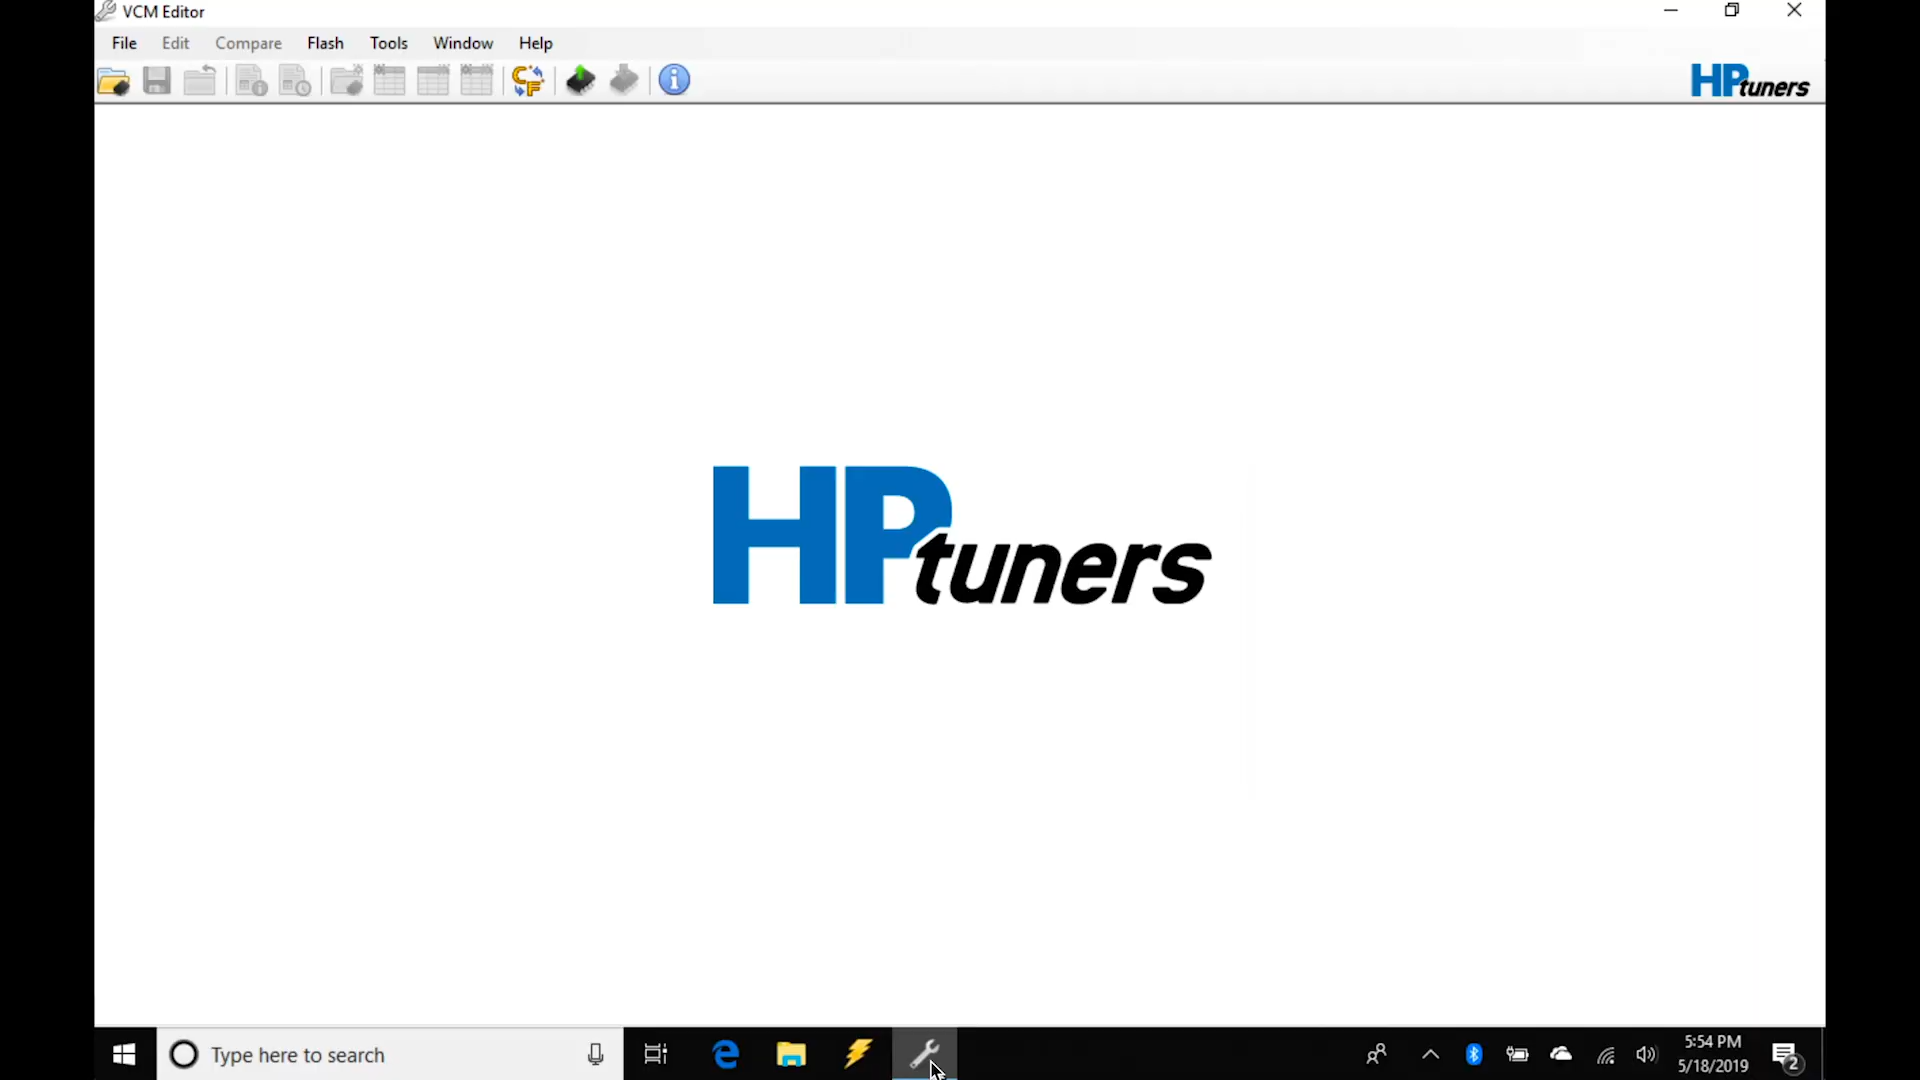 VCM Editor
File Edit Compare Flash Tools Window Help
HPtuners
HPtuners
Type here to search
5:54 PM
5/18/2019
2